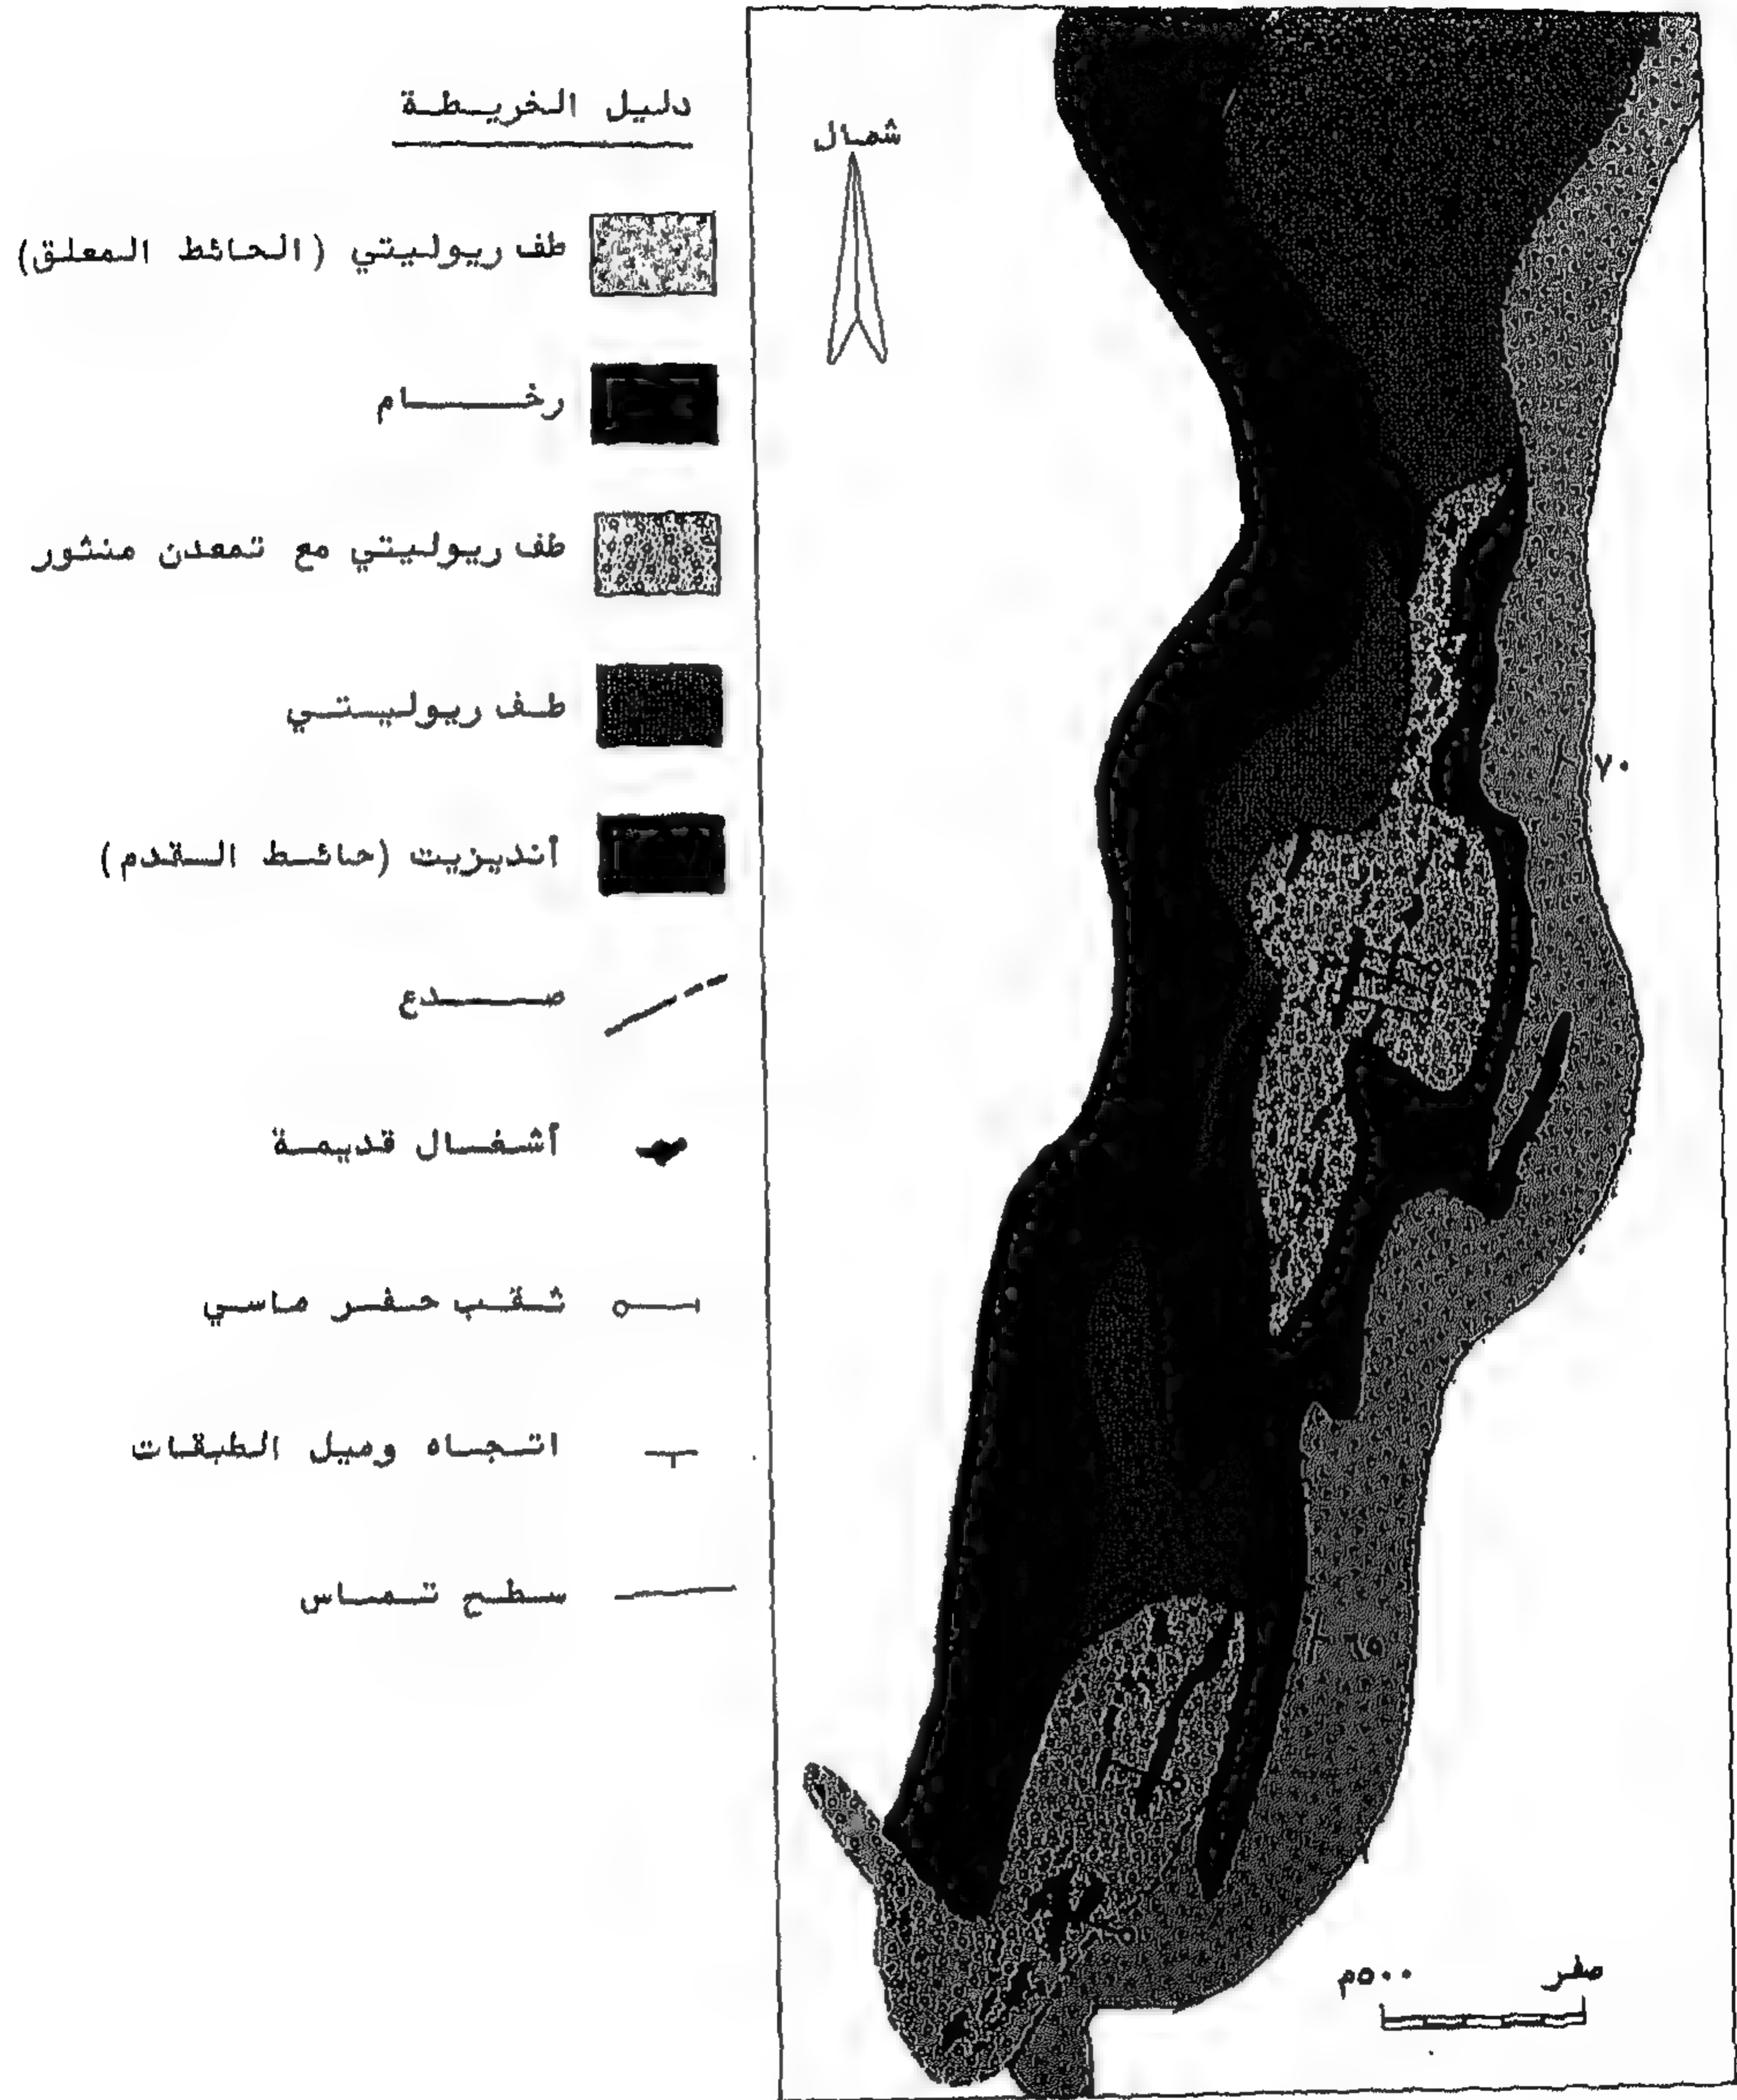 دليل الخريطة
طف ريوليتي (الحائط المعلق)
رخام
طف ريوليتي مع تمعدن منثور
طف ريوليتي
أنديزيت (حائط القدم)
صدع
أشغال قديمة
ثقب حفر ماسي
اتجاه وميل الطبقات
سطح تماس
شمال
٧٠
٦٥
صفر ٥٠٠م